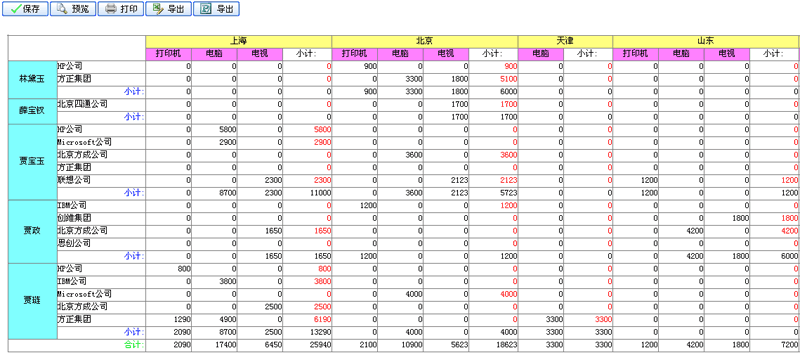 保存 预览 打印 导出 导出
上海 北京 天津 山东
打印机 电脑 电视 小计: 打印机 电脑 电视 小计: 电脑 小计: 打印机 电脑 电视 小计:
林黛玉 HP公司 0 0 0 0 900 0 0 900 0 0 0 0 0 0
方正集团 0 0 0 0 0 3300 1800 5100 0 0 0 0 0 0
小计: 0 0 0 0 900 3300 1800 6000 0 0 0 0 0 0
薛宝钗 北京四通公司 0 0 0 0 0 0 1700 1700 0 0 0 0 0 0
小计: 0 0 0 0 0 0 1700 1700 0 0 0 0 0 0
贾宝玉 HP公司 0 5800 0 5800 0 0 0 0 0 0 0 0 0 0
Microsoft公司 0 2900 0 2900 0 0 0 0 0 0 0 0 0 0
北京方成公司 0 0 0 0 0 3600 0 3600 0 0 0 0 0 0
方正集团 0 0 0 0 0 0 0 0 0 0 0 0 0 0
联想公司 0 0 2300 2300 0 0 2123 2123 0 0 1200 0 0 1200
小计: 0 8700 2300 11000 0 3600 2123 5723 0 0 1200 0 0 1200
贾政 IBM公司 0 0 0 0 1200 0 0 1200 0 0 0 0 0 0
创维集团 0 0 0 0 0 0 0 0 0 0 0 0 1800 1800
北京方成公司 0 0 1650 1650 0 0 0 0 0 0 0 4200 0 4200
思创公司 0 0 0 0 0 0 0 0 0 0 0 0 0 0
小计: 0 0 1650 1650 1200 0 0 1200 0 0 0 4200 1800 6000
贾琏 HP公司 800 0 0 800 0 0 0 0 0 0 0 0 0 0
IBM公司 0 3800 0 3800 0 0 0 0 0 0 0 0 0 0
Microsoft公司 0 0 0 0 0 4000 0 4000 0 0 0 0 0 0
北京方成公司 0 0 2500 2500 0 0 0 0 0 0 0 0 0 0
方正集团 1290 4900 0 6190 0 0 0 0 3300 3300 0 0 0 0
小计: 2090 8700 2500 13290 0 4000 0 4000 3300 3300 0 0 0 0
合计: 2090 17400 6450 25940 2100 10900 5623 18623 3300 3300 1200 4200 1800 7200